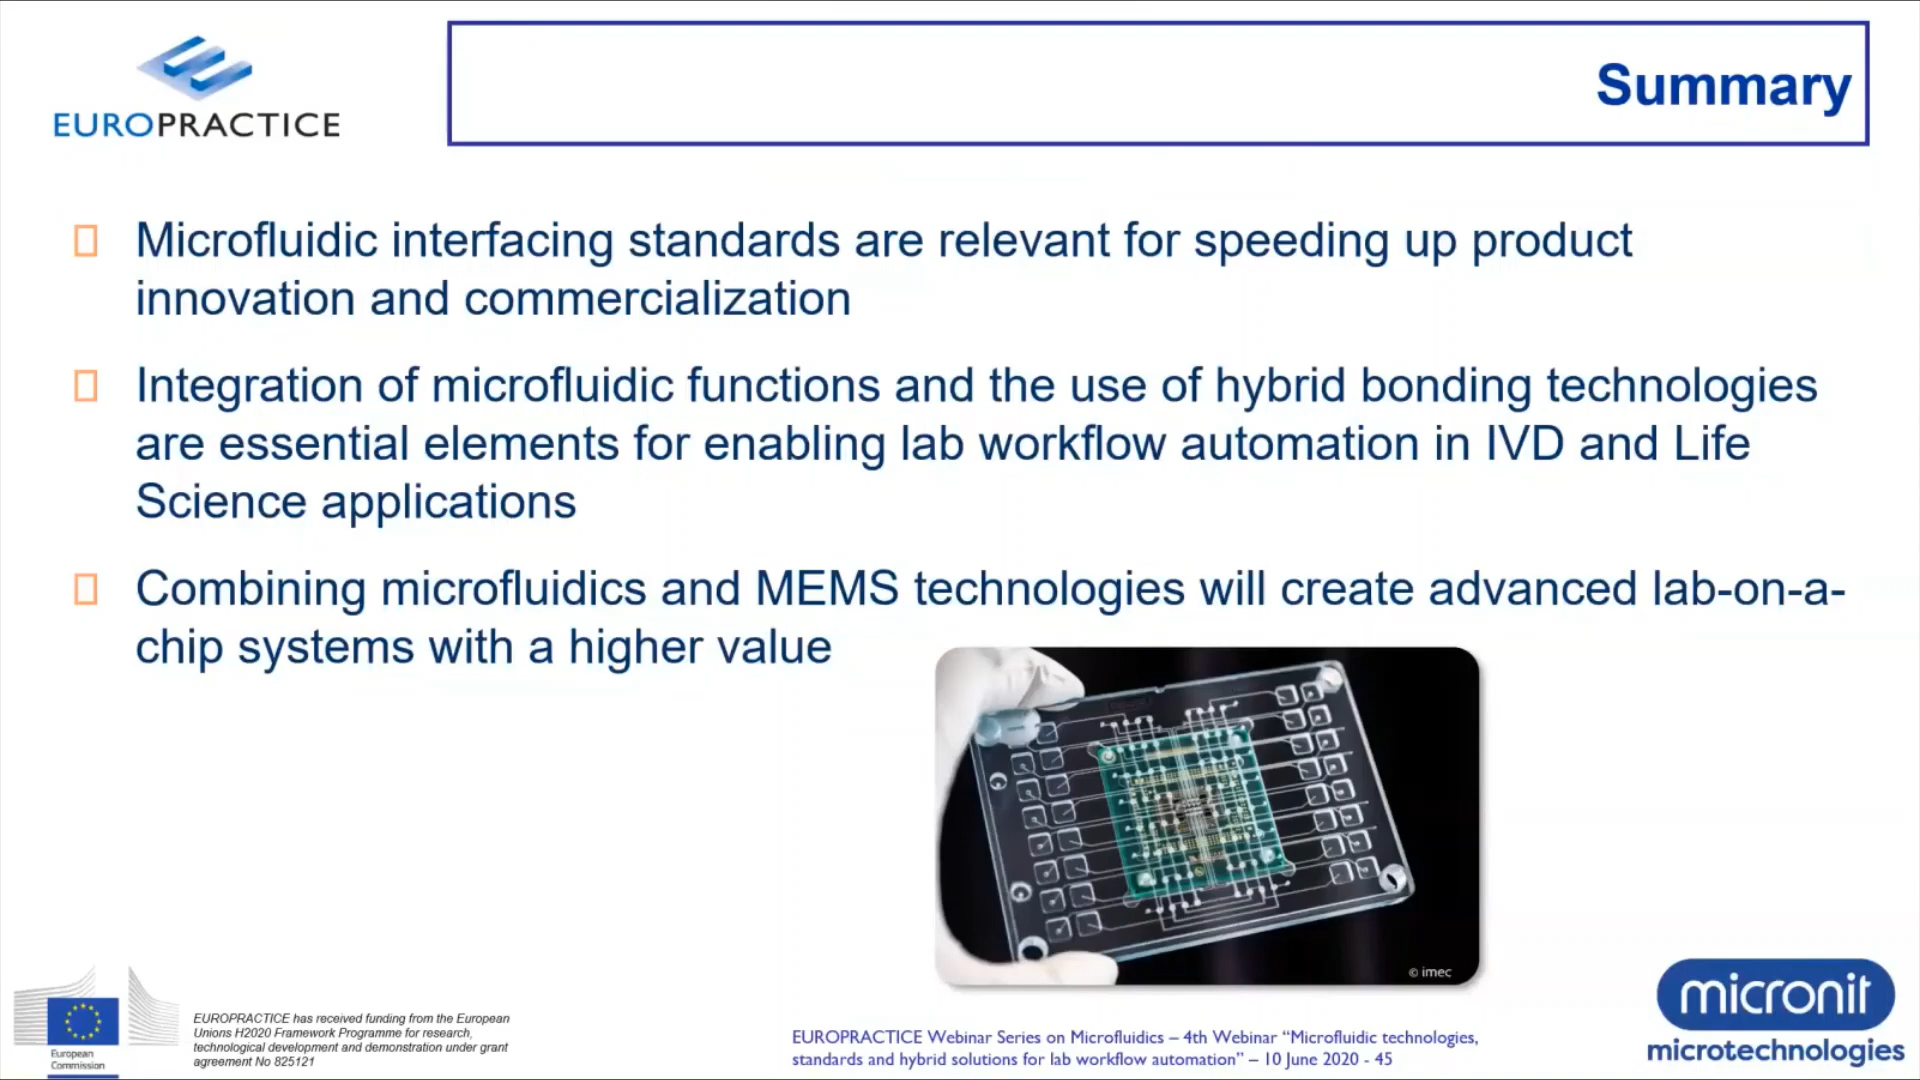 EUROPRACTICE
Summary
Microfluidic interfacing standards are relevant for speeding up product
innovation and commercialization
Integration of microfluidic functions and the use of hybrid bonding technologies
are essential elements for enabling lab workflow automation in IVD and Life
Science applications
Combining microfluidics and MEMS technologies will create advanced lab-on-a-
chip systems with a higher value
© imec
European
Commission
EUROPRACTICE has received funding from the European
Unions H2020 Framework Programme for research,
technological development and demonstration under grant
agreement No 825121
EUROPRACTICE Webinar Series on Microfluidics – 4th Webinar “Microfluidic technologies,
standards and hybrid solutions for lab workflow automation” – 10 June 2020 - 45
micronit
microtechnologies